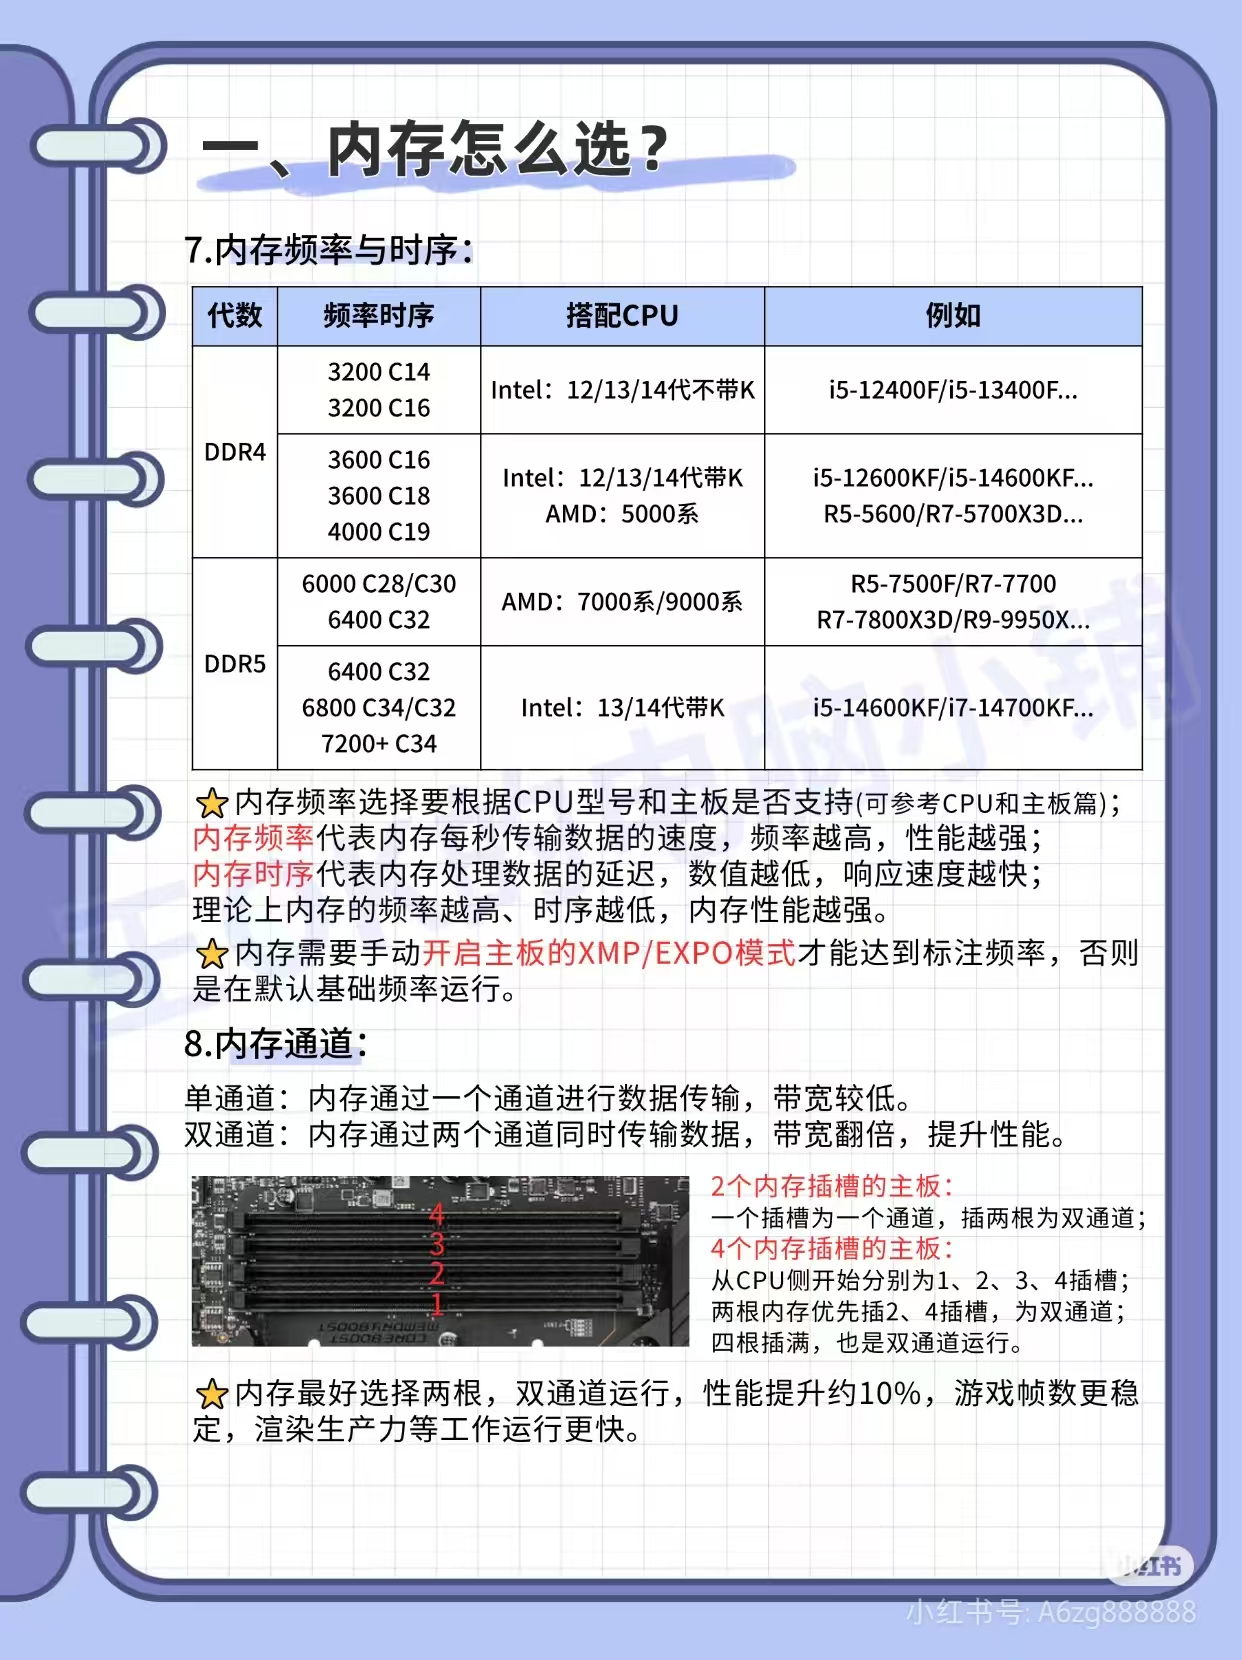 一、内存怎么选？
7.内存频率与时序：
代数 频率时序 搭配CPU 例如
DDR4
3200 C14
3200 C16
Intel：12/13/14代不带K
i5-12400F/i5-13400F...
3600 C16
3600 C18
4000 C19
Intel：12/13/14代带K
AMD：5000系
i5-12600KF/i5-14600KF...
R5-5600/R7-5700X3D...
DDR5
6000 C28/C30
6400 C32
AMD：7000系/9000系
R5-7500F/R7-7700
R7-7800X3D/R9-9950X...
6400 C32
6800 C34/C32
7200+ C34
Intel：13/14代带K
i5-14600KF/i7-14700KF...
⭐内存频率选择要根据CPU型号和主板是否支持(可参考CPU和主板篇)；
内存频率代表内存每秒传输数据的速度，频率越高，性能越强；
内存时序代表内存处理数据的延迟，数值越低，响应速度越快；
理论上内存的频率越高、时序越低，内存性能越强。
⭐内存需要手动开启主板的XMP/EXPO模式才能达到标注频率，否则
是在默认基础频率运行。
8.内存通道：
单通道：内存通过一个通道进行数据传输，带宽较低。
双通道：内存通过两个通道同时传输数据，带宽翻倍，提升性能。
4
3
2
1
CORE BOOST
MEMORY BOOST
2个内存插槽的主板：
一个插槽为一个通道，插两根为双通道；
4个内存插槽的主板：
从CPU侧开始分别为1、2、3、4插槽；
两根内存优先插2、4插槽，为双通道；
四根插满，也是双通道运行。
⭐内存最好选择两根，双通道运行，性能提升约10%，游戏帧数更稳
定，渲染生产力等工作运行更快。
电脑小铺
小红书
小红书号: A6zg888888